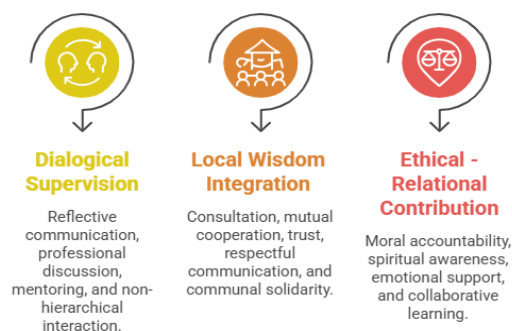 Dialogical
Supervision
Reflective
communication,
professional
discussion,
mentoring, and non-
hierarchical
interaction.
Local Wisdom
Integration
Consultation, mutual
cooperation, trust,
respectful
communication, and
communal solidarity.
Ethical -
Relational
Contribution
Moral accountability,
spiritual awareness,
emotional support,
and collaborative
learning.